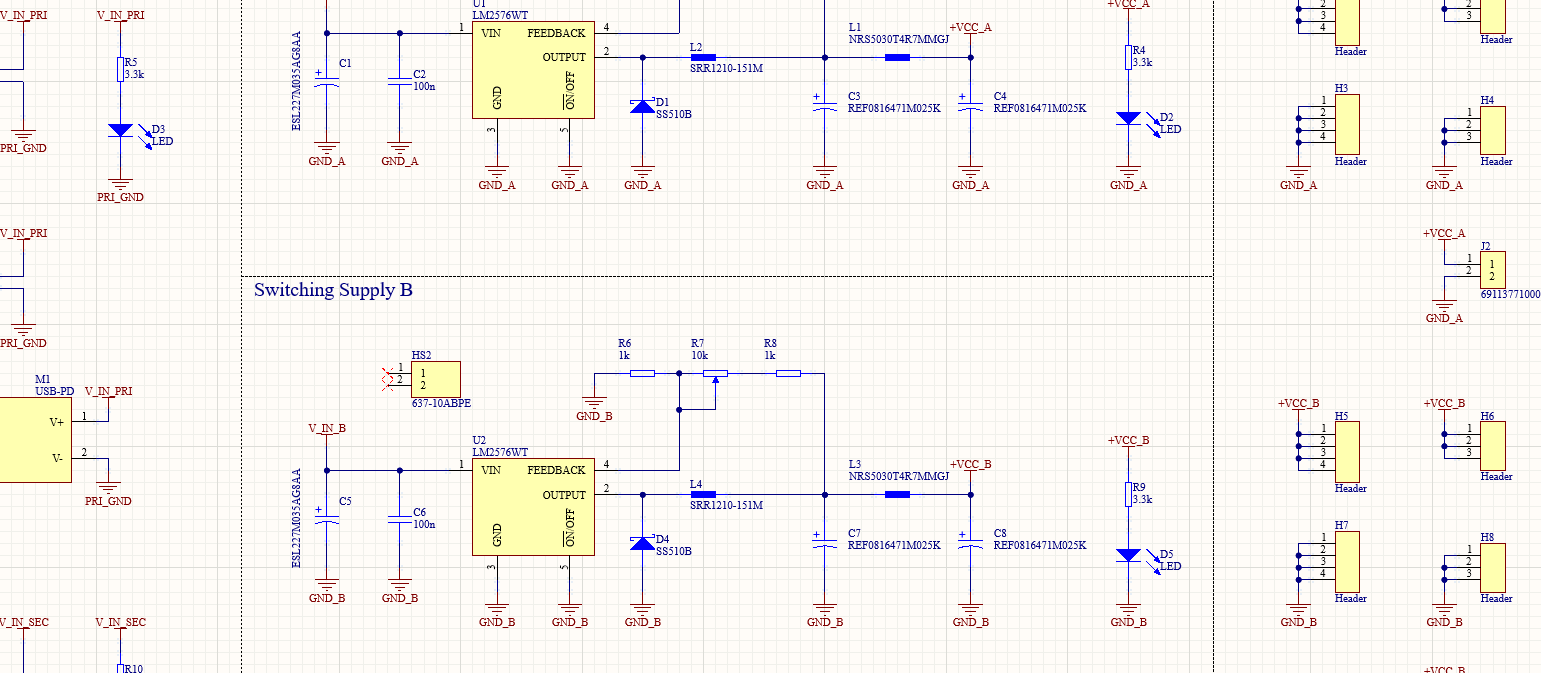 V_IN_PRI
V_IN_PRI
R5
3.3k
D3
LED
PRI_GND
PRI_GND
V_IN_PRI
PRI_GND
M1
USB-PD
V_IN_PRI
V+
1
V-
2
PRI_GND
V_IN_SEC
V_IN_SEC
R10
U1
LM2576WT
1
VIN
FEEDBACK
4
OUTPUT
2
GND
ON/OFF
3
5
ESL227M035AG8AA
+
C1
C2
100n
GND_A
GND_A
GND_A
GND_A
GND_A
D1
SS510B
L2
SRR1210-151M
L1
NRS5030T4R7MMGJ
+VCC_A
+
C3
REF0816471M025K
+
C4
REF0816471M025K
GND_A
GND_A
+VCC_A
R4
3.3k
D2
LED
GND_A
Switching Supply B
HS2
1
2
1
2
637-10ABPE
R6
1k
R7
10k
R8
1k
GND_B
V_IN_B
U2
LM2576WT
1
VIN
FEEDBACK
4
OUTPUT
2
GND
ON/OFF
3
5
ESL227M035AG8AA
+
C5
C6
100n
GND_B
GND_B
GND_B
GND_B
GND_B
D4
SS510B
L4
SRR1210-151M
L3
NRS5030T4R7MMGJ
+VCC_B
+
C7
REF0816471M025K
+
C8
REF0816471M025K
GND_B
GND_B
+VCC_B
R9
3.3k
D5
LED
GND_B
2
3
4
Header
2
3
Header
H3
1
2
3
4
Header
GND_A
H4
1
2
3
Header
GND_A
+VCC_A
J2
1
2
1
2
69113771000
GND_A
+VCC_B
H5
1
2
3
4
Header
+VCC_B
H6
1
2
3
Header
H7
1
2
3
4
Header
GND_B
H8
1
2
3
Header
GND_B
+VCC_B